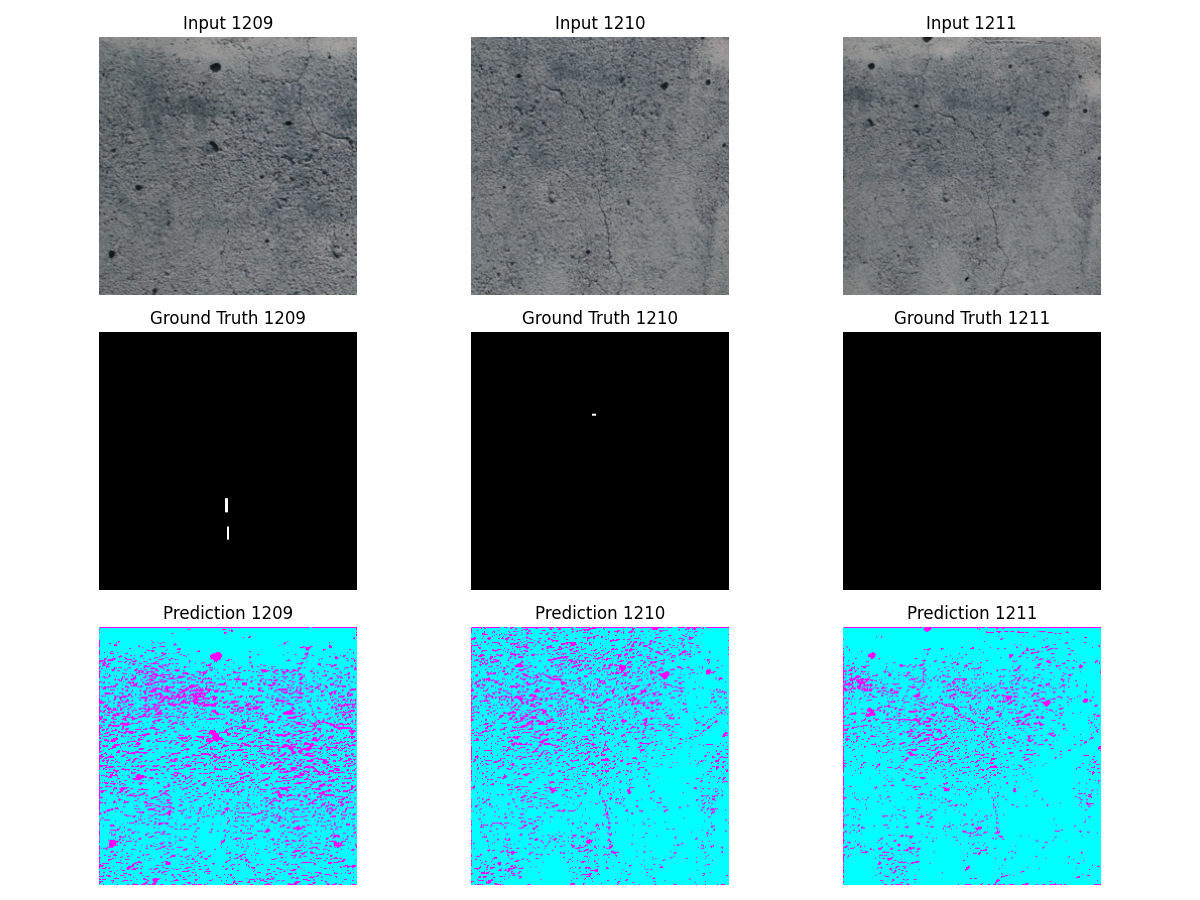 Input 1209
Input 1210
Input 1211
Ground Truth 1209
Ground Truth 1210
Ground Truth 1211
Prediction 1209
Prediction 1210
Prediction 1211